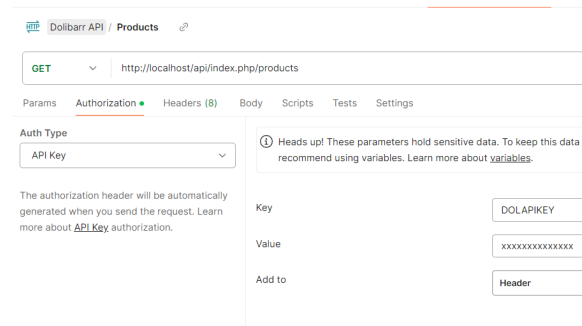 HTTP Dolibarr API / Products
GET http://localhost/api/index.php/products
Params Authorization Headers (8) Body Scripts Tests Settings
Auth Type
API Key
The authorization header will be automatically
generated when you send the request. Learn
more about API Key authorization.
Heads up! These parameters hold sensitive data. To keep this data
recommend using variables. Learn more about variables.
Key DOLAPIKEY
Value xxxxxxxxxxxxxx
Add to Header